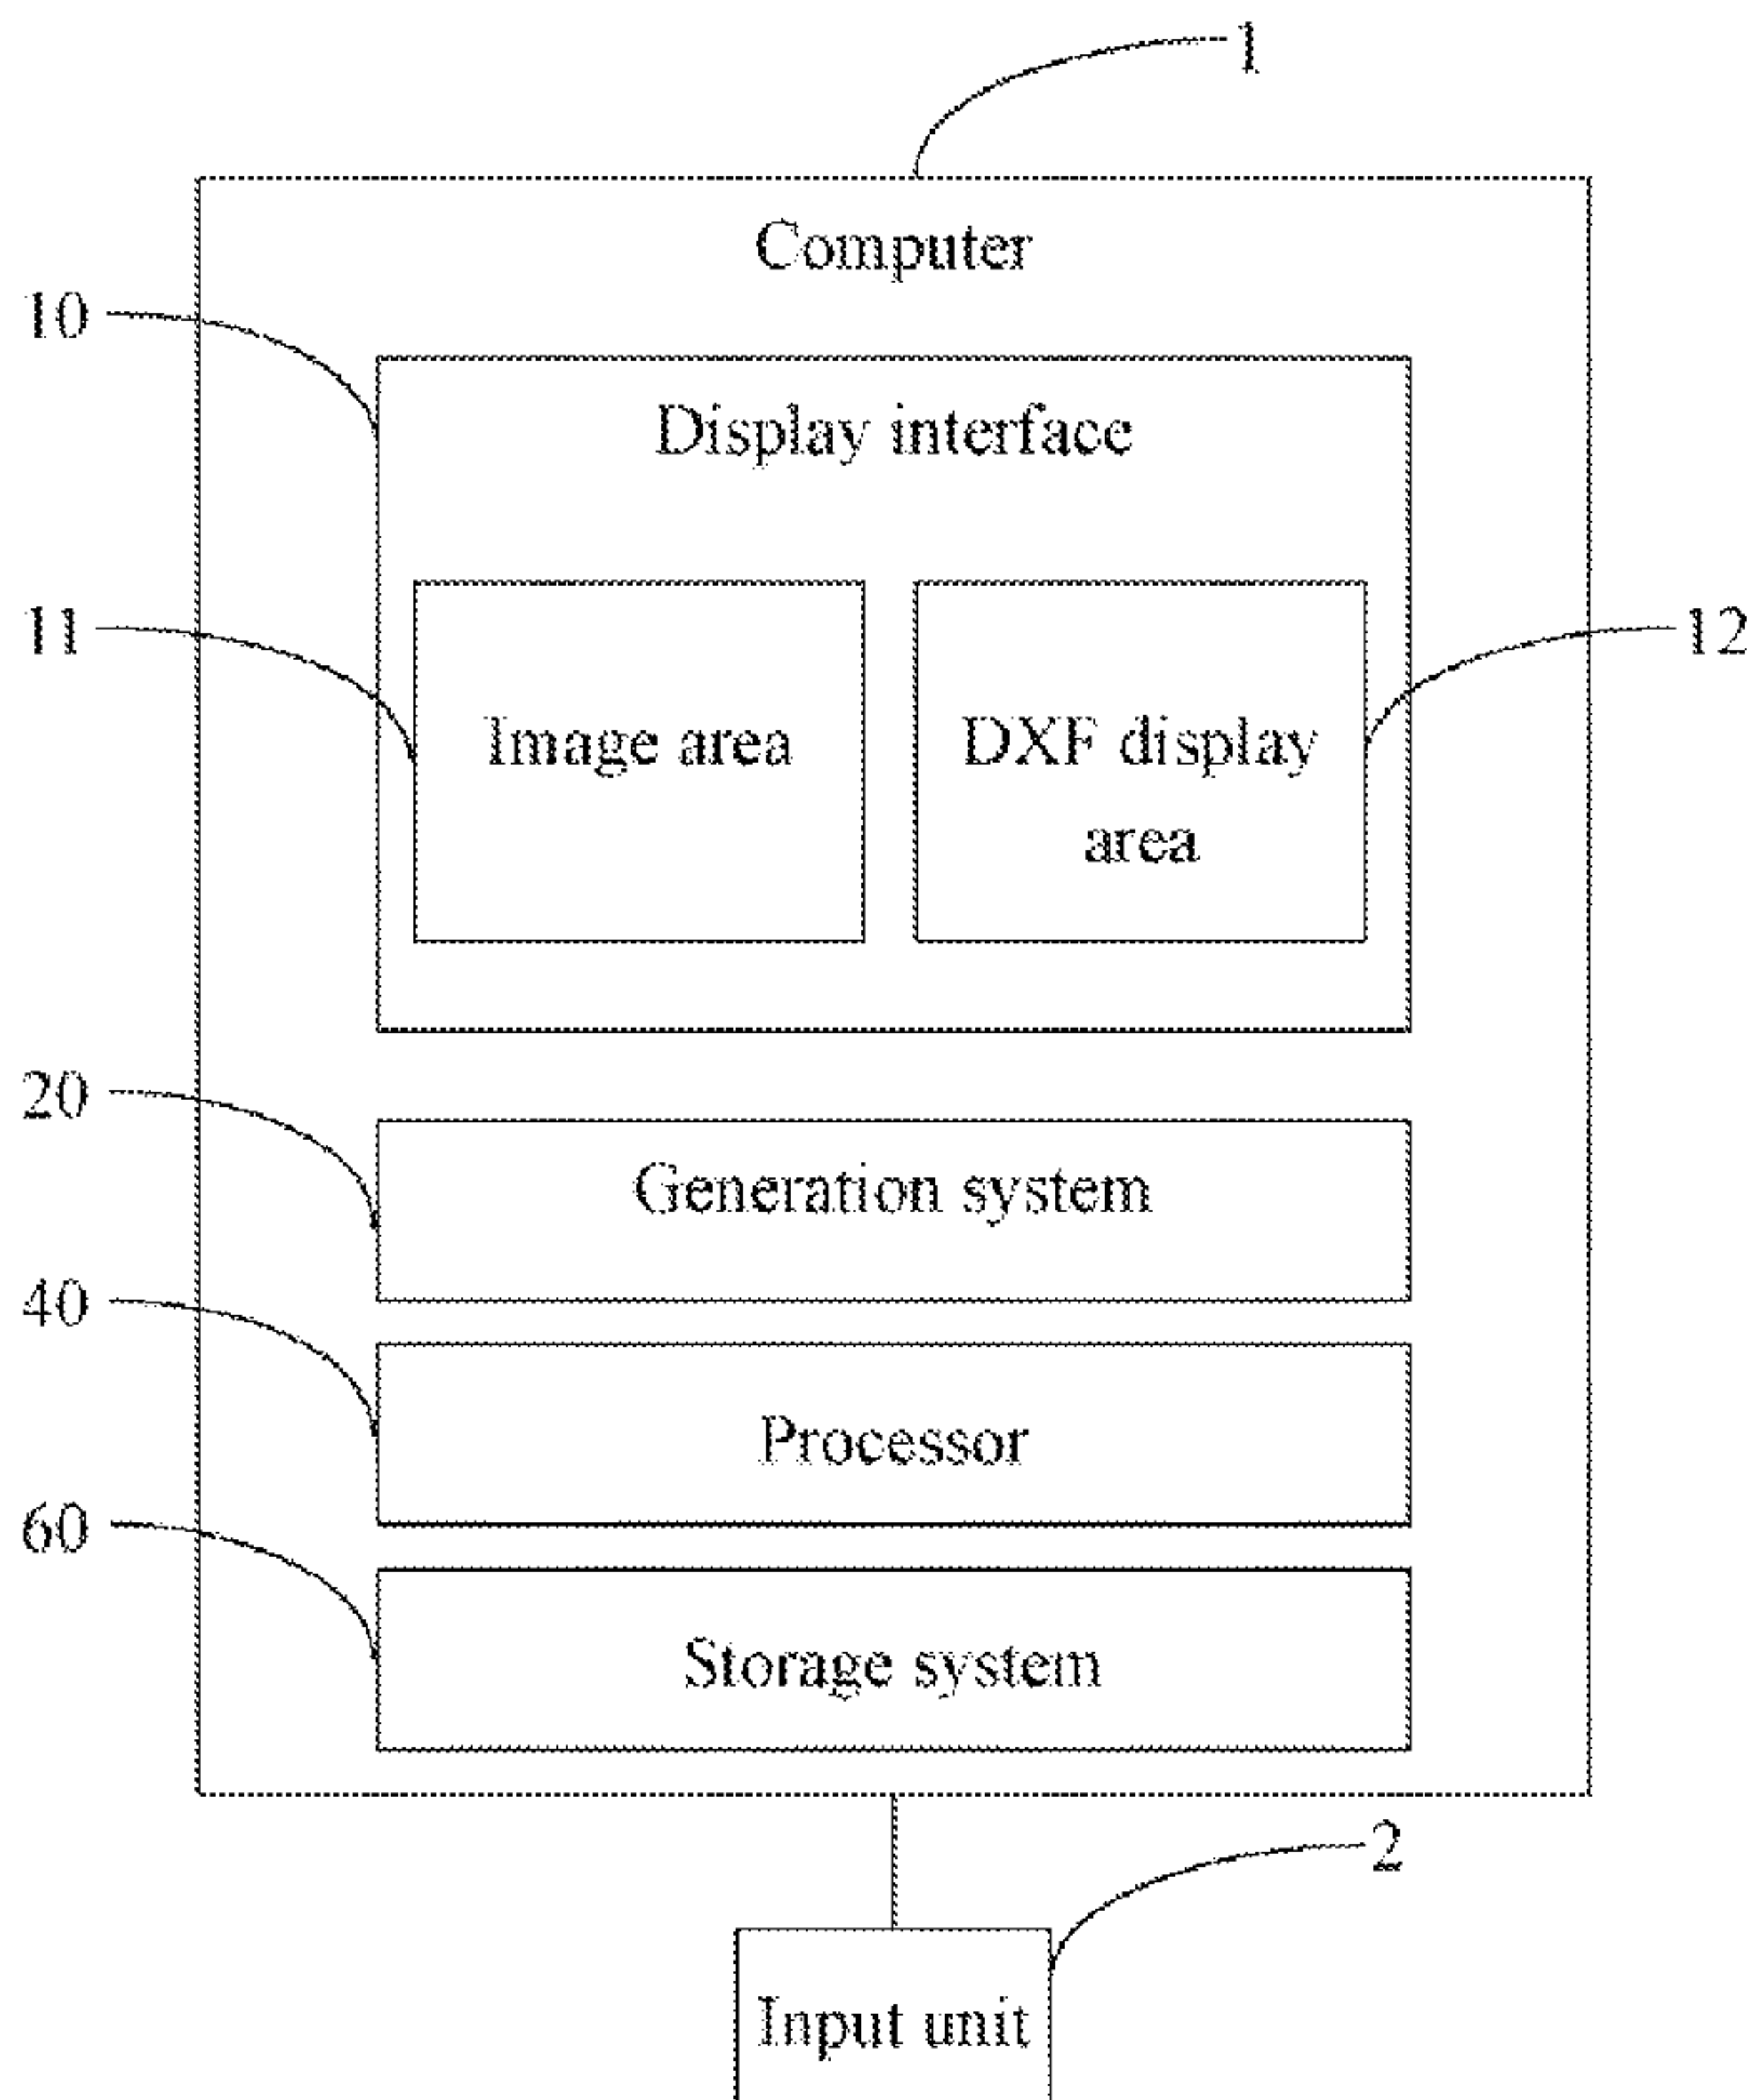 1
Computer
10
Display interface
11
12
Image area
DXF display
area
20
Generation system
40
Processor
60
Storage system
2
Input unit